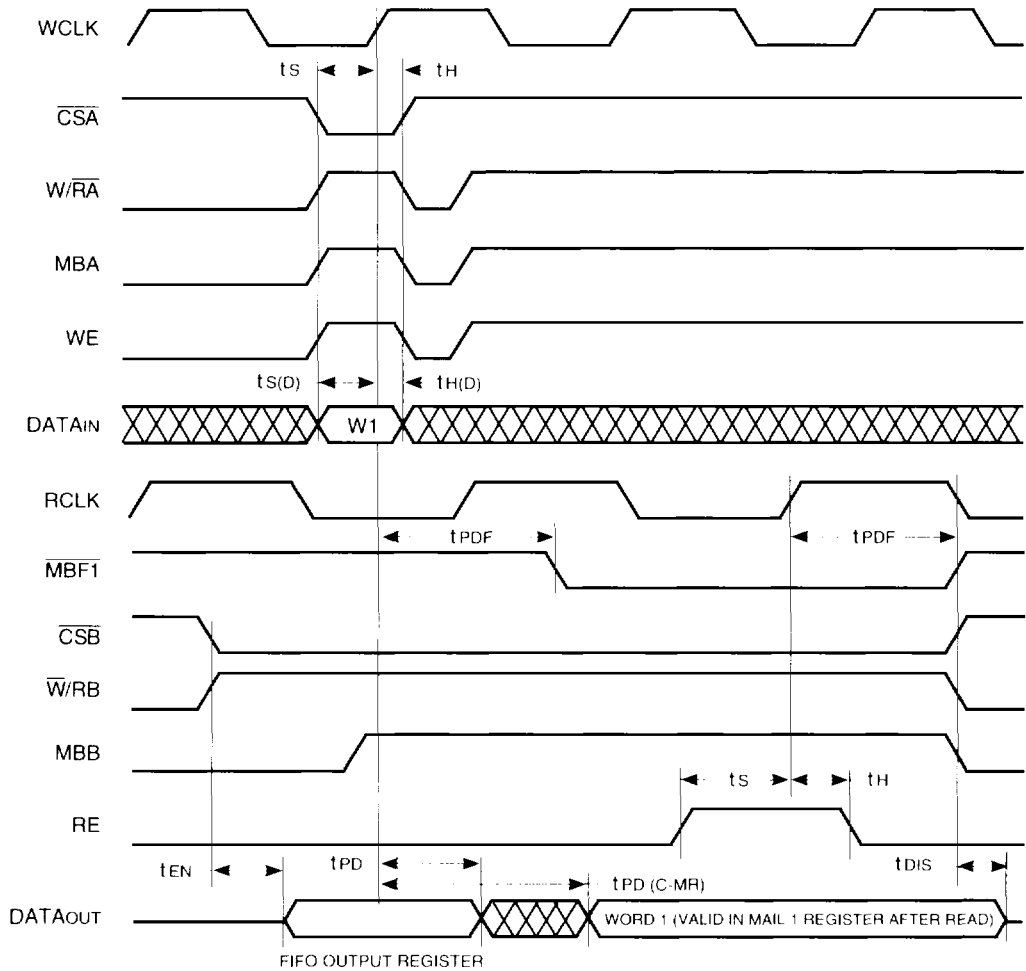 WCLK
tS tH
CSA
W/RA
MBA
WE
tS(D) tH(D)
DATAIN W1
RCLK
tPDF tPDF
MBF1
CSB
W/RB
MBB
tS tH
RE
tEN tPD tPD (C-MR) tDIS
DATAOUT WORD 1 (VALID IN MAIL 1 REGISTER AFTER READ)
FIFO OUTPUT REGISTER